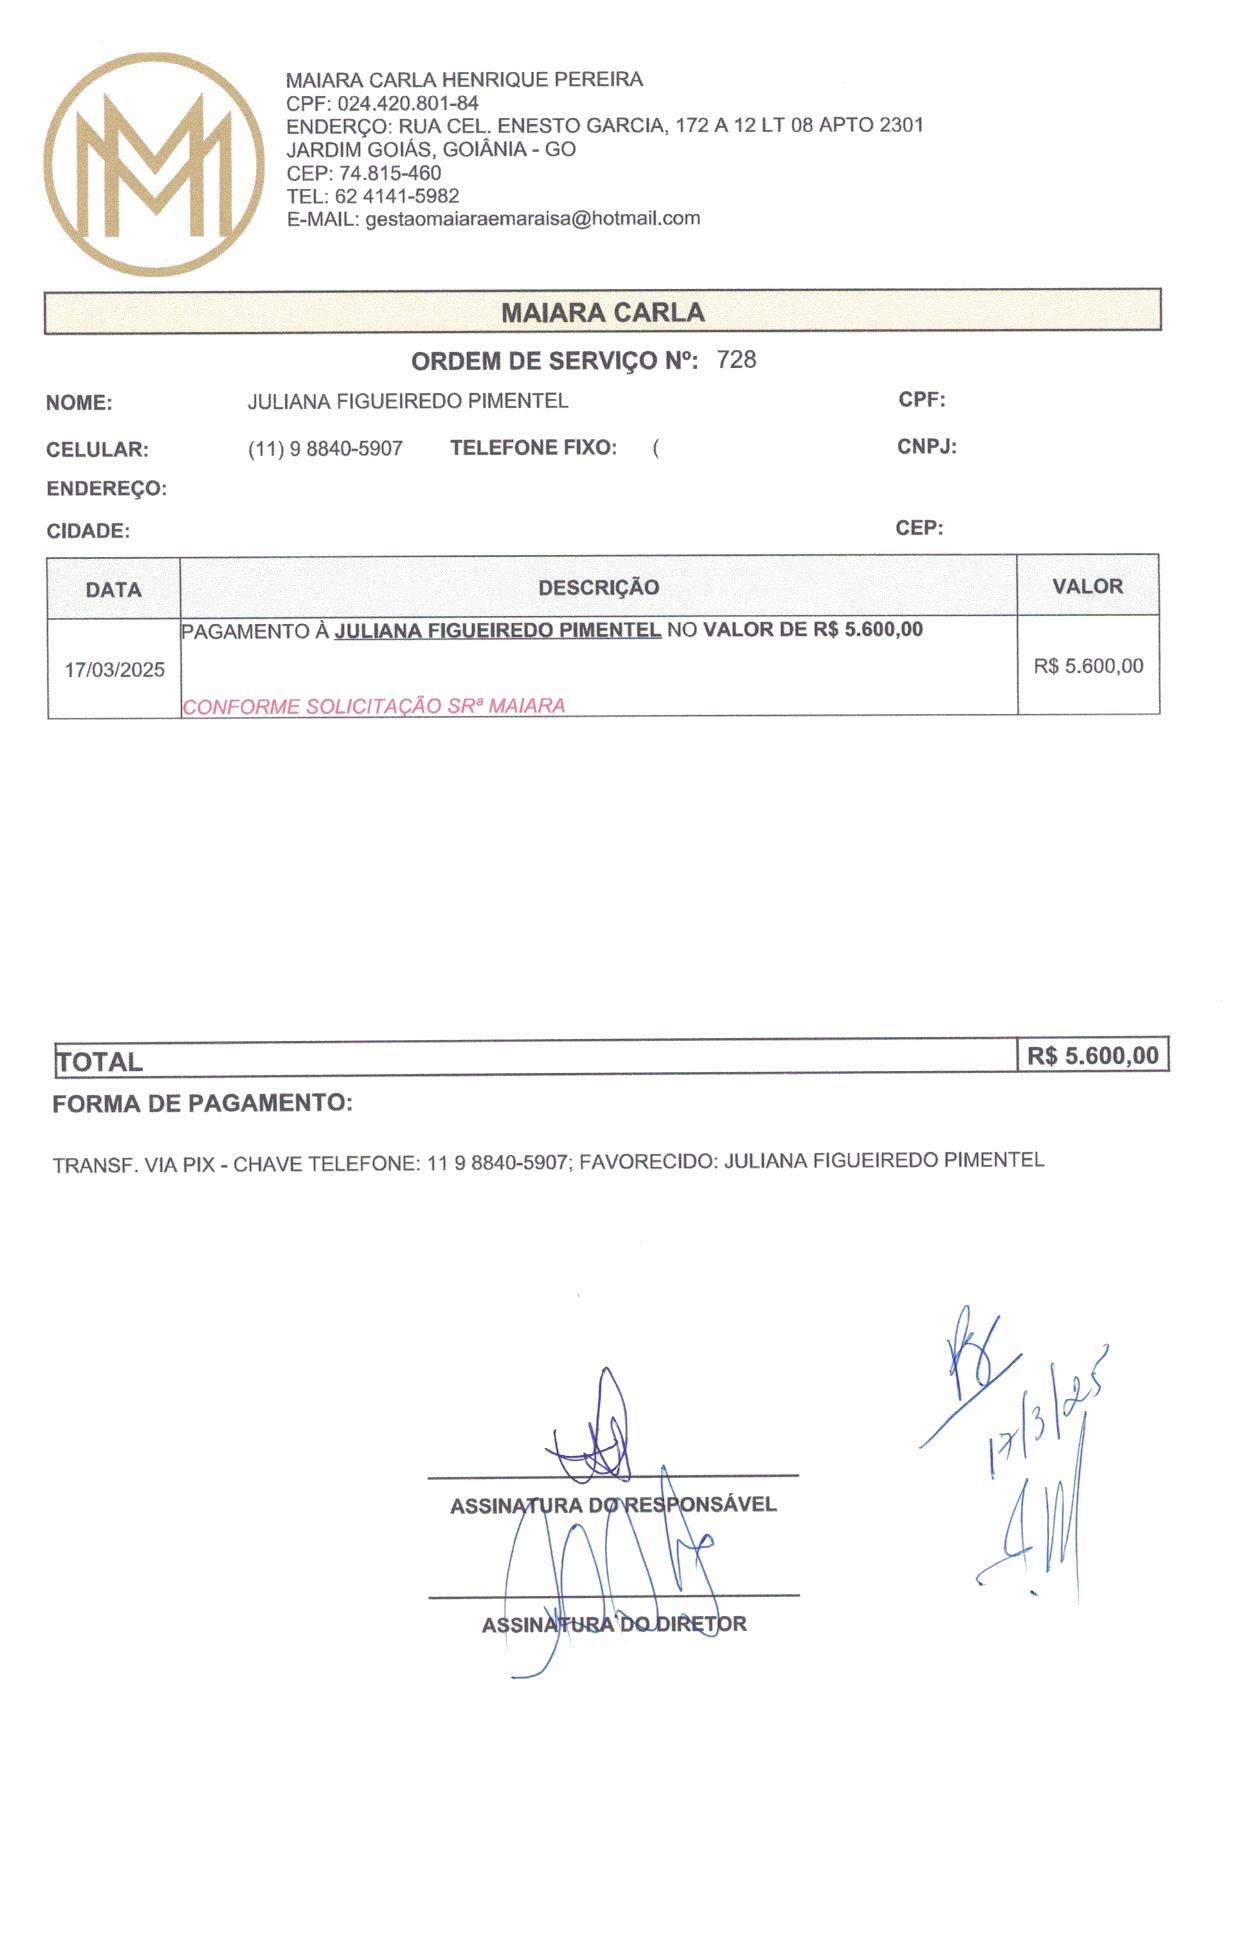 MAIARA CARLA HENRIQUE PEREIRA
CPF: 024.420.801-84
ENDERÇO: RUA CEL. ENESTO GARCIA, 172 A 12 LT 08 APTO 2301
JARDIM GOIÁS, GOIÂNIA - GO
CEP: 74.815-460
TEL: 62 4141-5982
E-MAIL: gestaomaiaraemaraisa@hotmail.com
MAIARA CARLA
ORDEM DE SERVIÇO Nº: 728
NOME: JULIANA FIGUEIREDO PIMENTEL CPF:
CELULAR: (11) 9 8840-5907 TELEFONE FIXO: ( CNPJ:
ENDEREÇO:
CIDADE: CEP:
DATA DESCRIÇÃO VALOR
PAGAMENTO À JULIANA FIGUEIREDO PIMENTEL NO VALOR DE R$ 5.600,00
17/03/2025 R$ 5.600,00
CONFORME SOLICITAÇÃO SRª MAIARA
TOTAL R$ 5.600,00
FORMA DE PAGAMENTO:
TRANSF. VIA PIX - CHAVE TELEFONE: 11 9 8840-5907; FAVORECIDO: JULIANA FIGUEIREDO PIMENTEL
17/3/25
ASSINATURA DO RESPONSÁVEL
ASSINATURA DO DIRETOR